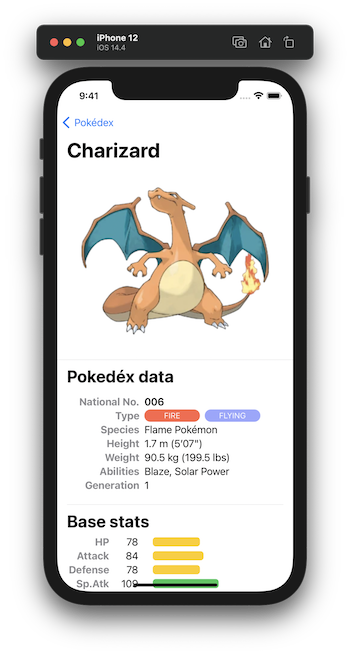 iPhone 12
iOS 14.4
9:41
Pokédex
Charizard
Pokedéx data
National No. 006
Type FIRE FLYING
Species Flame Pokémon
Height 1.7 m (5′07″)
Weight 90.5 kg (199.5 lbs)
Abilities Blaze, Solar Power
Generation 1
Base stats
HP 78
Attack 84
Defense 78
Sp.Atk 109